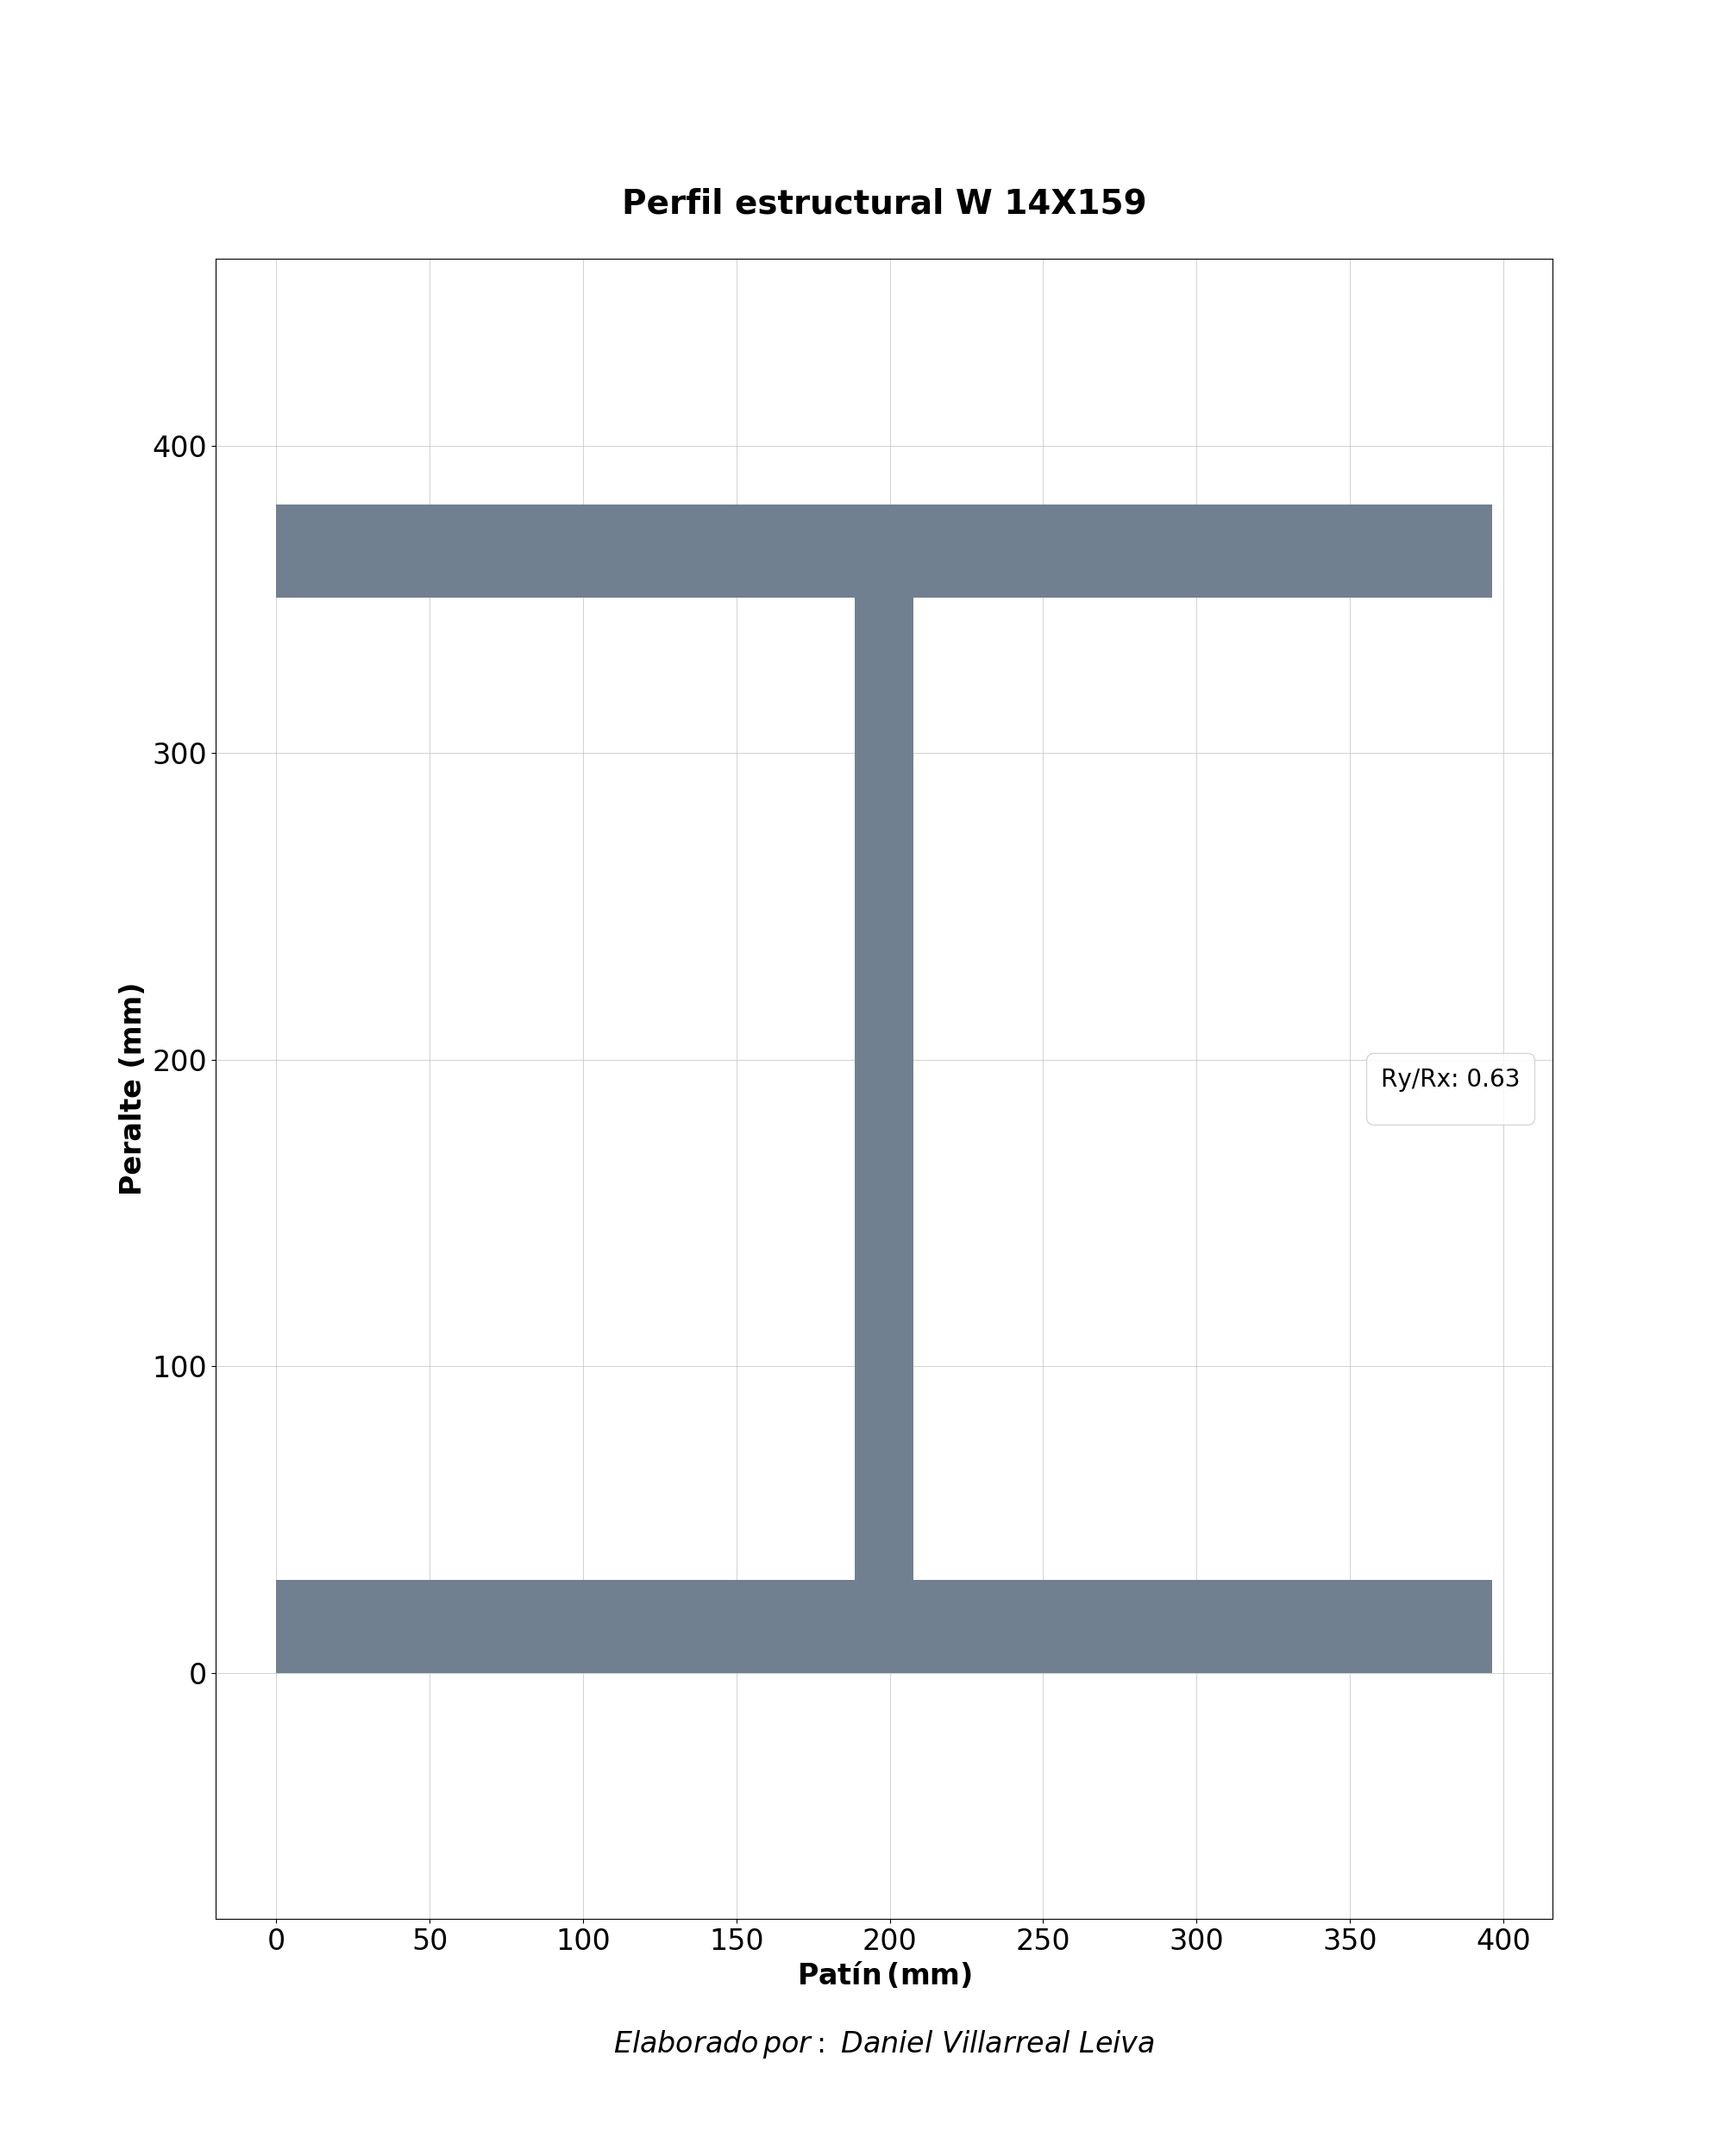 Perfil estructural W 14X159
400
300
200
100
0
Peralte (mm)
Ry/Rx: 0.63
0 50 100 150 200 250 300 350 400
Patín (mm)
Elaborado por: Daniel Villarreal Leiva